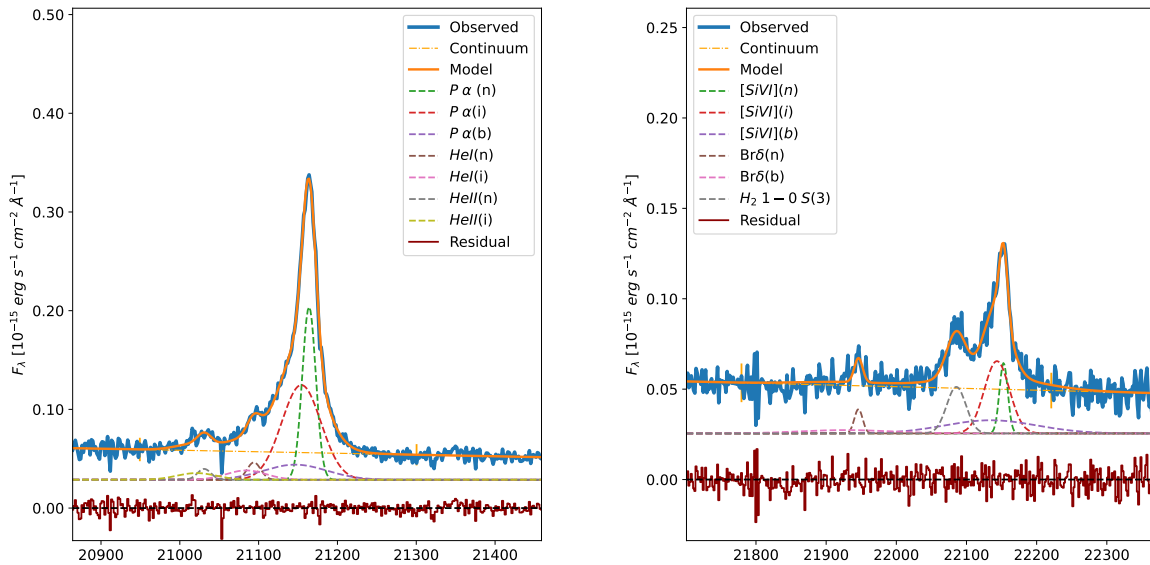 0.50
0.40
0.30
0.20
0.10
0.00
F_λ [10⁻¹⁵ erg s⁻¹ cm⁻² Å⁻¹]
Observed
Continuum
Model
P α (n)
P α(i)
P α(b)
HeI(n)
HeI(i)
HeII(n)
HeII(i)
Residual
20900 21000 21100 21200 21300 21400
0.25
0.20
0.15
0.10
0.05
0.00
F_λ [10⁻¹⁵ erg s⁻¹ cm⁻² Å⁻¹]
Observed
Continuum
Model
[SiVI](n)
[SiVI](i)
[SiVI](b)
Brδ(n)
Brδ(b)
H₂ 1−0 S(3)
Residual
21800 21900 22000 22100 22200 22300